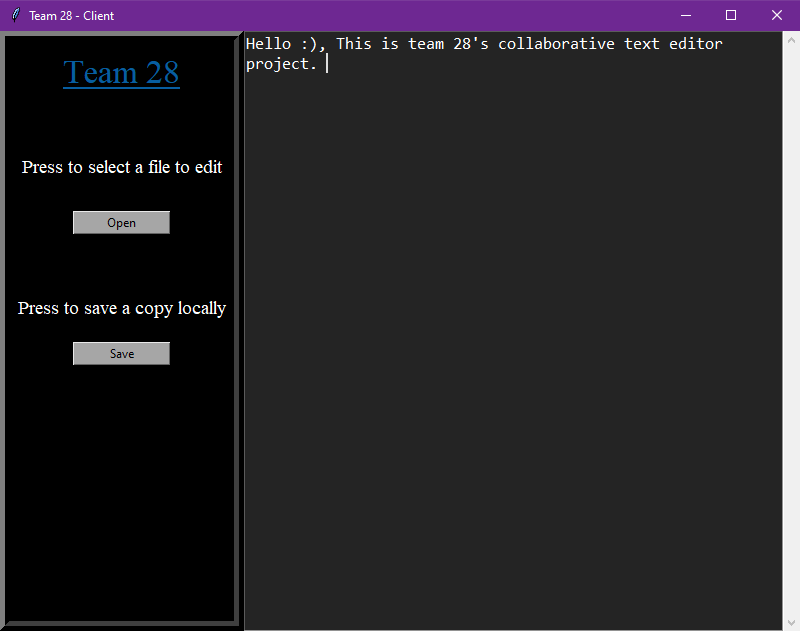 Team 28 - Client
Team 28
Press to select a file to edit
Open
Press to save a copy locally
Save
Hello :), This is team 28's collaborative text editor
project.